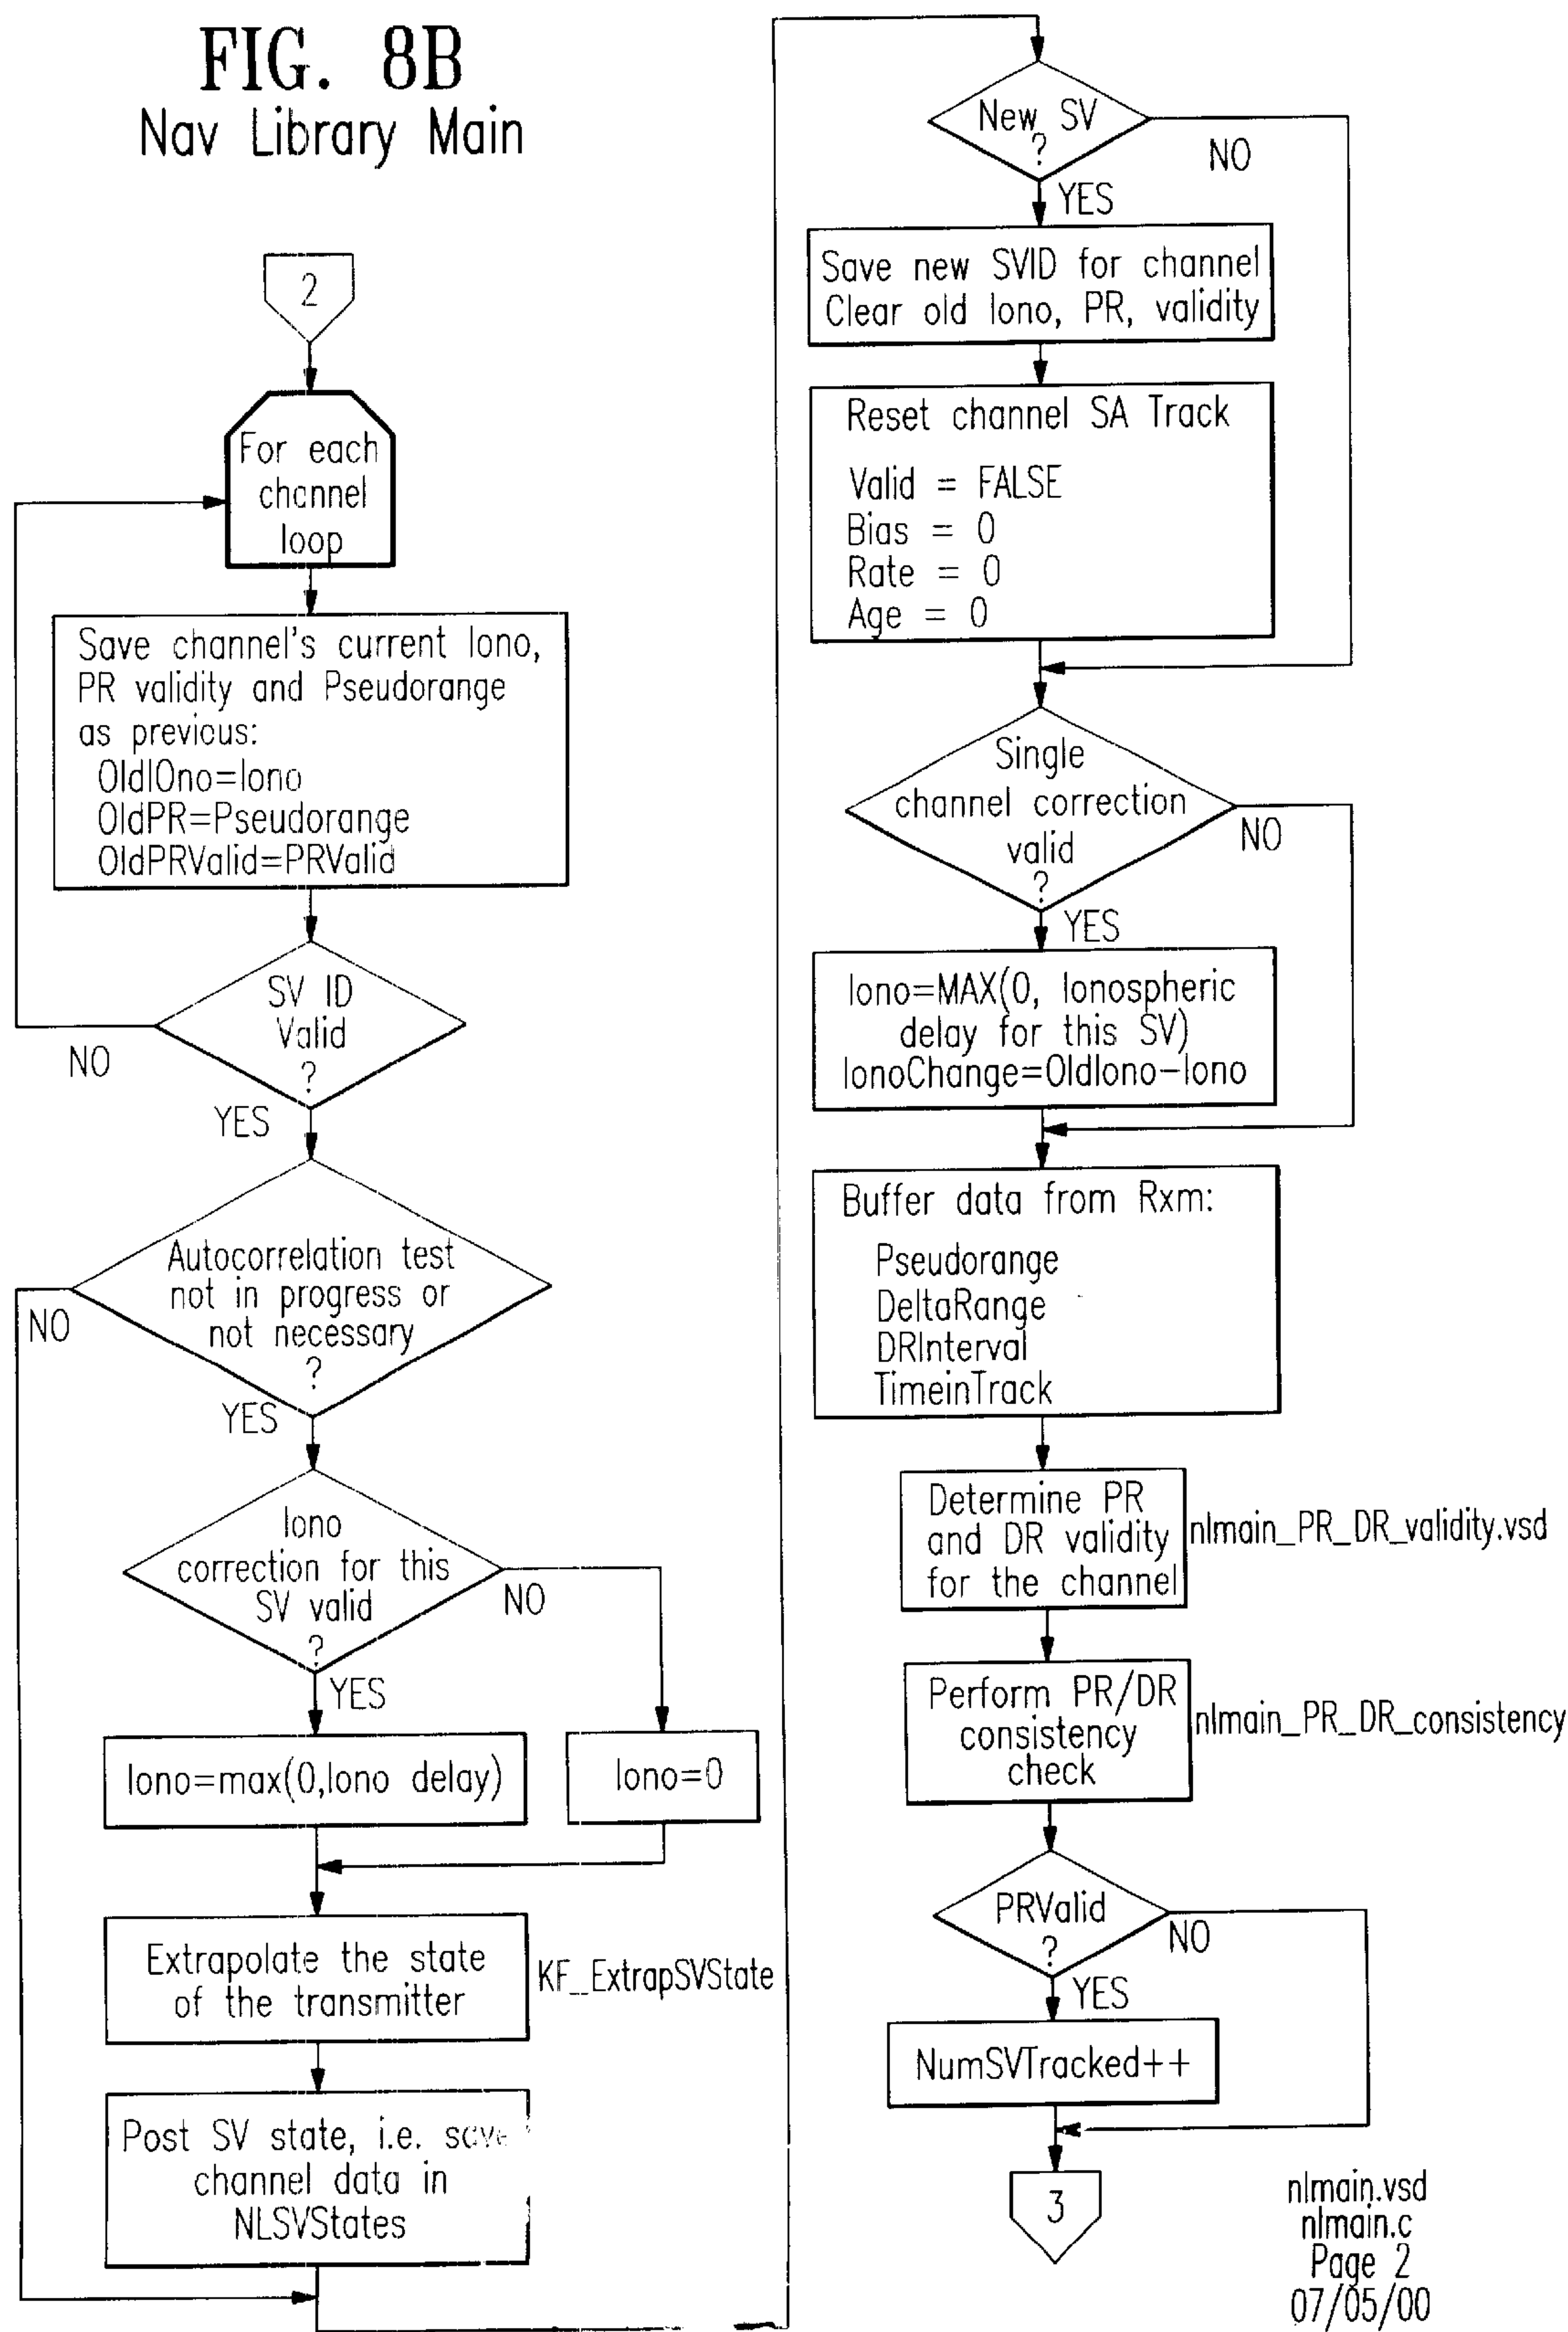 FIG. 8B
Nav Library Main
2
For each
channel
loop
Save channel's current Iono,
PR validity and Pseudorange
as previous:
OldIOno=Iono
OldPR=Pseudorange
OldPRValid=PRValid
SV ID
Valid
?
NO
YES
Autocorrelation test
not in progress or
not necessary
?
NO
YES
Iono
correction for this
SV valid
?
NO
YES
Iono=max(0,Iono delay)
Iono=0
Extrapolate the state
of the transmitter
KF_ExtrapSVState
Post SV state, i.e. save
channel data in
NLSVStates
New SV
?
NO
YES
Save new SVID for channel
Clear old Iono, PR, validity
Reset channel SA Track
Valid = FALSE
Bias = 0
Rate = 0
Age = 0
Single
channel correction
valid
?
NO
YES
Iono=MAX(0, Ionospheric
delay for this SV)
IonoChange=OldIono-Iono
Buffer data from Rxm:
Pseudorange
DeltaRange
DRInterval
TimeinTrack
Determine PR
and DR validity
for the channel
nlmain_PR_DR_validity.vsd
Perform PR/DR
consistency
check
nlmain_PR_DR_consistency
PRValid
?
NO
YES
NumSVTracked++
3
nlmain.vsd
nlmain.c
Page 2
07/05/00